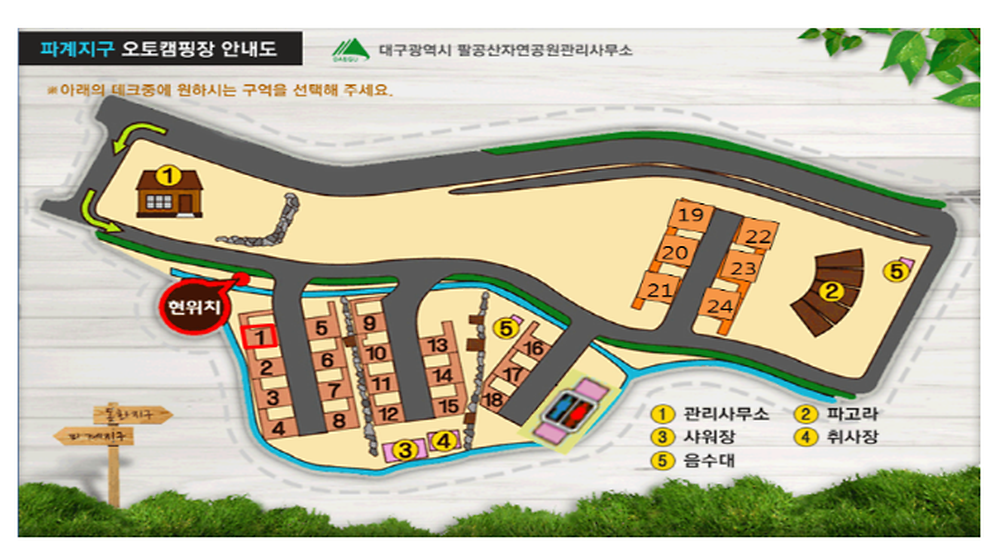 파계지구 오토캠핑장 안내도
DAEGU 대구광역시 팔공산자연공원관리사무소
※아래의 데크중에 원하시는 구역을 선택해 주세요.
1
19
22
20
23
5
21
24
2
현위치
1
5
9
5
2
6
10
13
16
3
7
11
14
17
4
8
12
15
18
3
4
동화지구
파계지구
1 관리사무소
2 파고라
3 샤워장
4 취사장
5 음수대